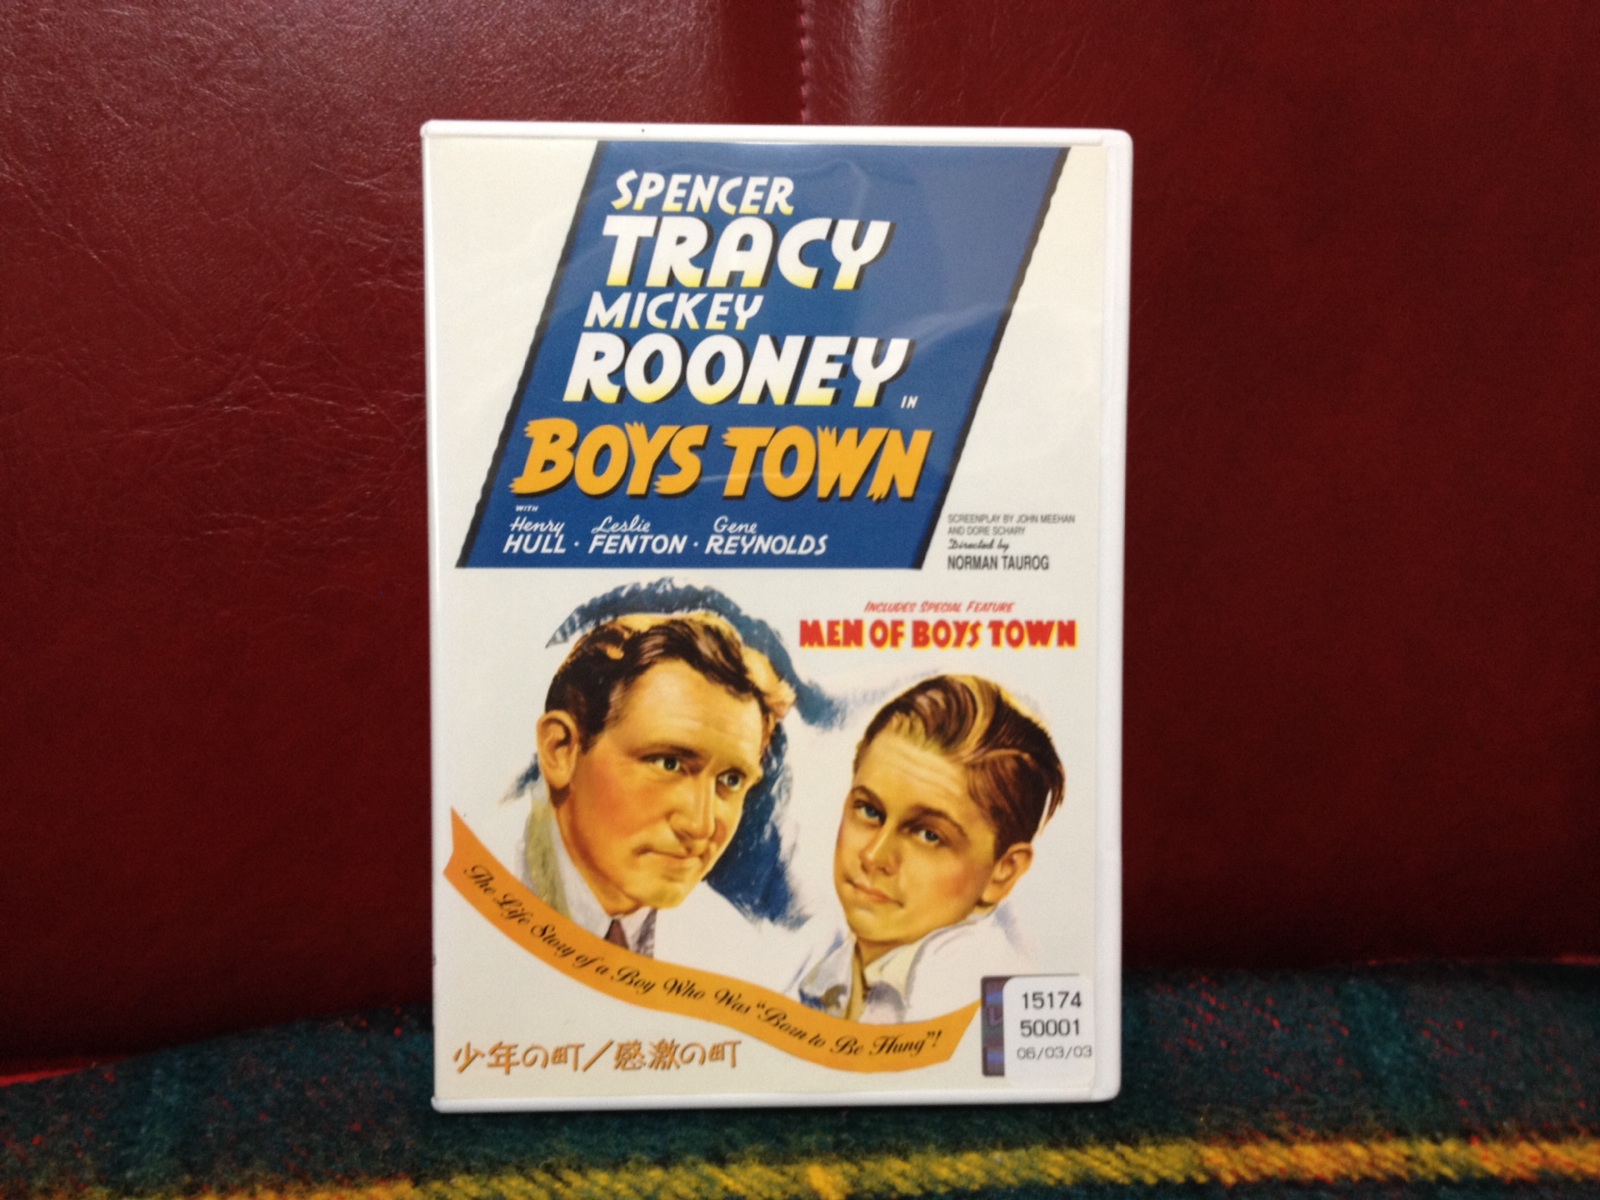 SPENCER
TRACY
MICKEY
ROONEY
IN
BOYS TOWN
WITH
Henry HULL · Leslie FENTON · Gene REYNOLDS
SCREENPLAY BY JOHN MEEHAN
AND DORE SCHARY
Directed by
NORMAN TAUROG
INCLUDES SPECIAL FEATURE
MEN OF BOYS TOWN
The Life Story of a Boy Who Was "Born to Be Hung"!
少年の町/感激の町
15174
50001
06/03/03